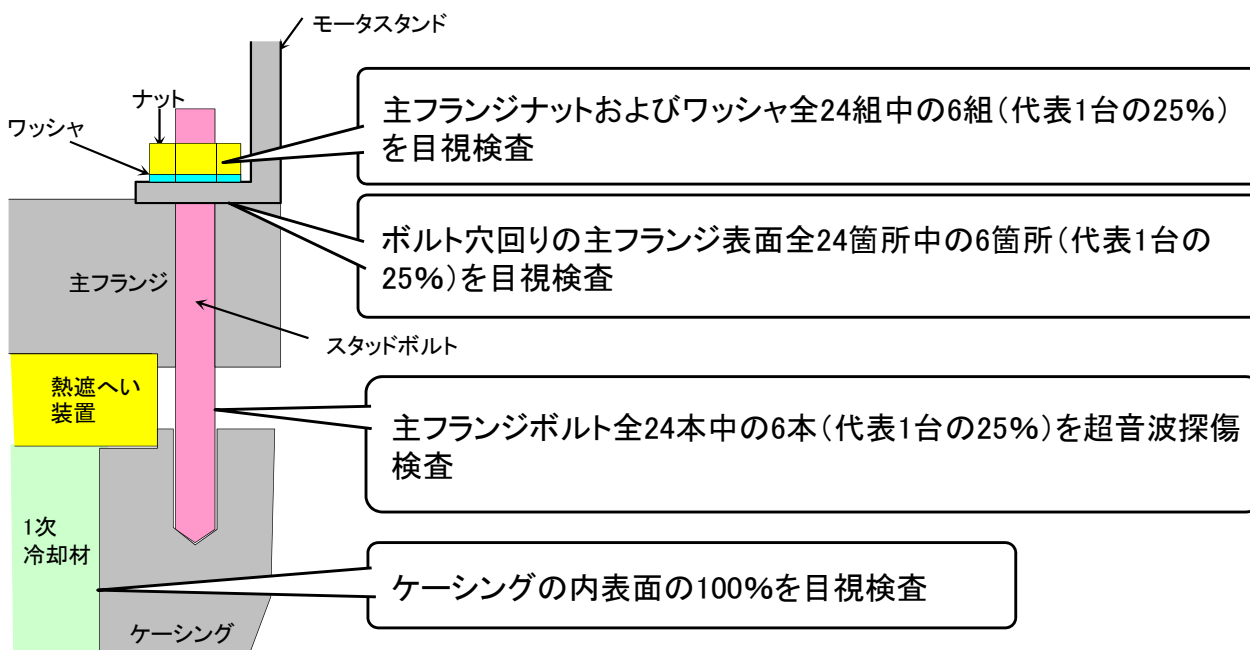 モータスタンド
ナット
ワッシャ
主フランジナットおよびワッシャ全24組中の6組(代表1台の25%)
を目視検査
ボルト穴回りの主フランジ表面全24箇所中の6箇所(代表1台の
25%)を目視検査
主フランジ
スタッドボルト
熱遮へい
装置
主フランジボルト全24本中の6本(代表1台の25%)を超音波探傷
検査
1次
冷却材
ケーシングの内表面の100%を目視検査
ケーシング